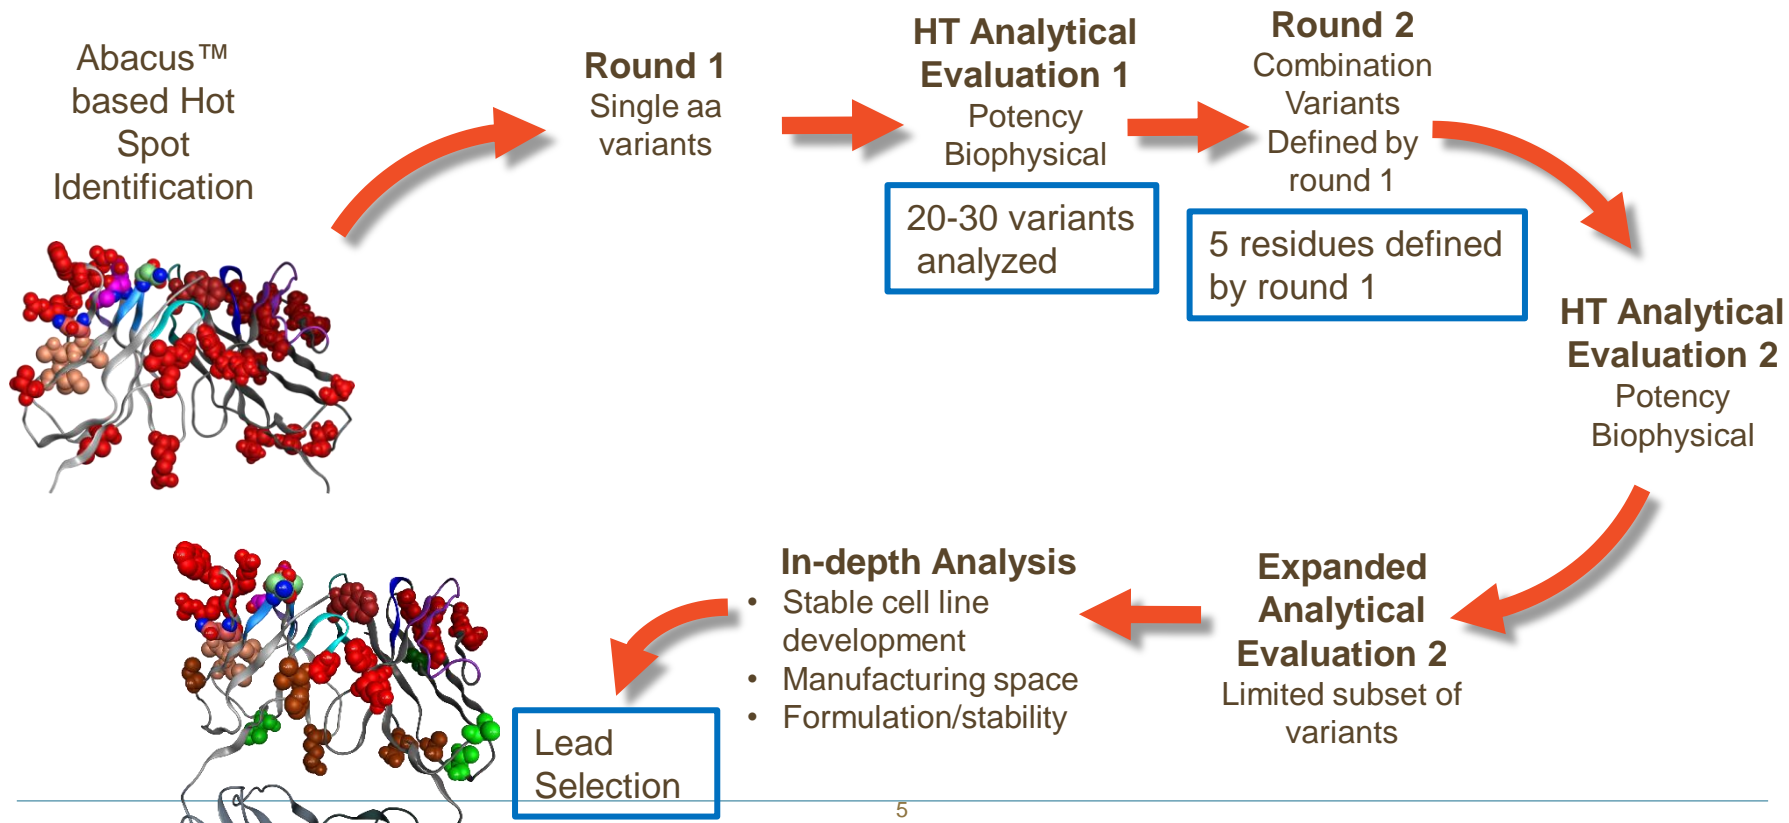 Abacus™
based Hot
Spot
Identification
Round 1
Single aa
variants
HT Analytical
Evaluation 1
Potency
Biophysical
20-30 variants
analyzed
Round 2
Combination
Variants
Defined by
round 1
5 residues defined
by round 1
HT Analytical
Evaluation 2
Potency
Biophysical
Expanded
Analytical
Evaluation 2
Limited subset of
variants
In-depth Analysis
• Stable cell line
development
• Manufacturing space
• Formulation/stability
Lead
Selection
5